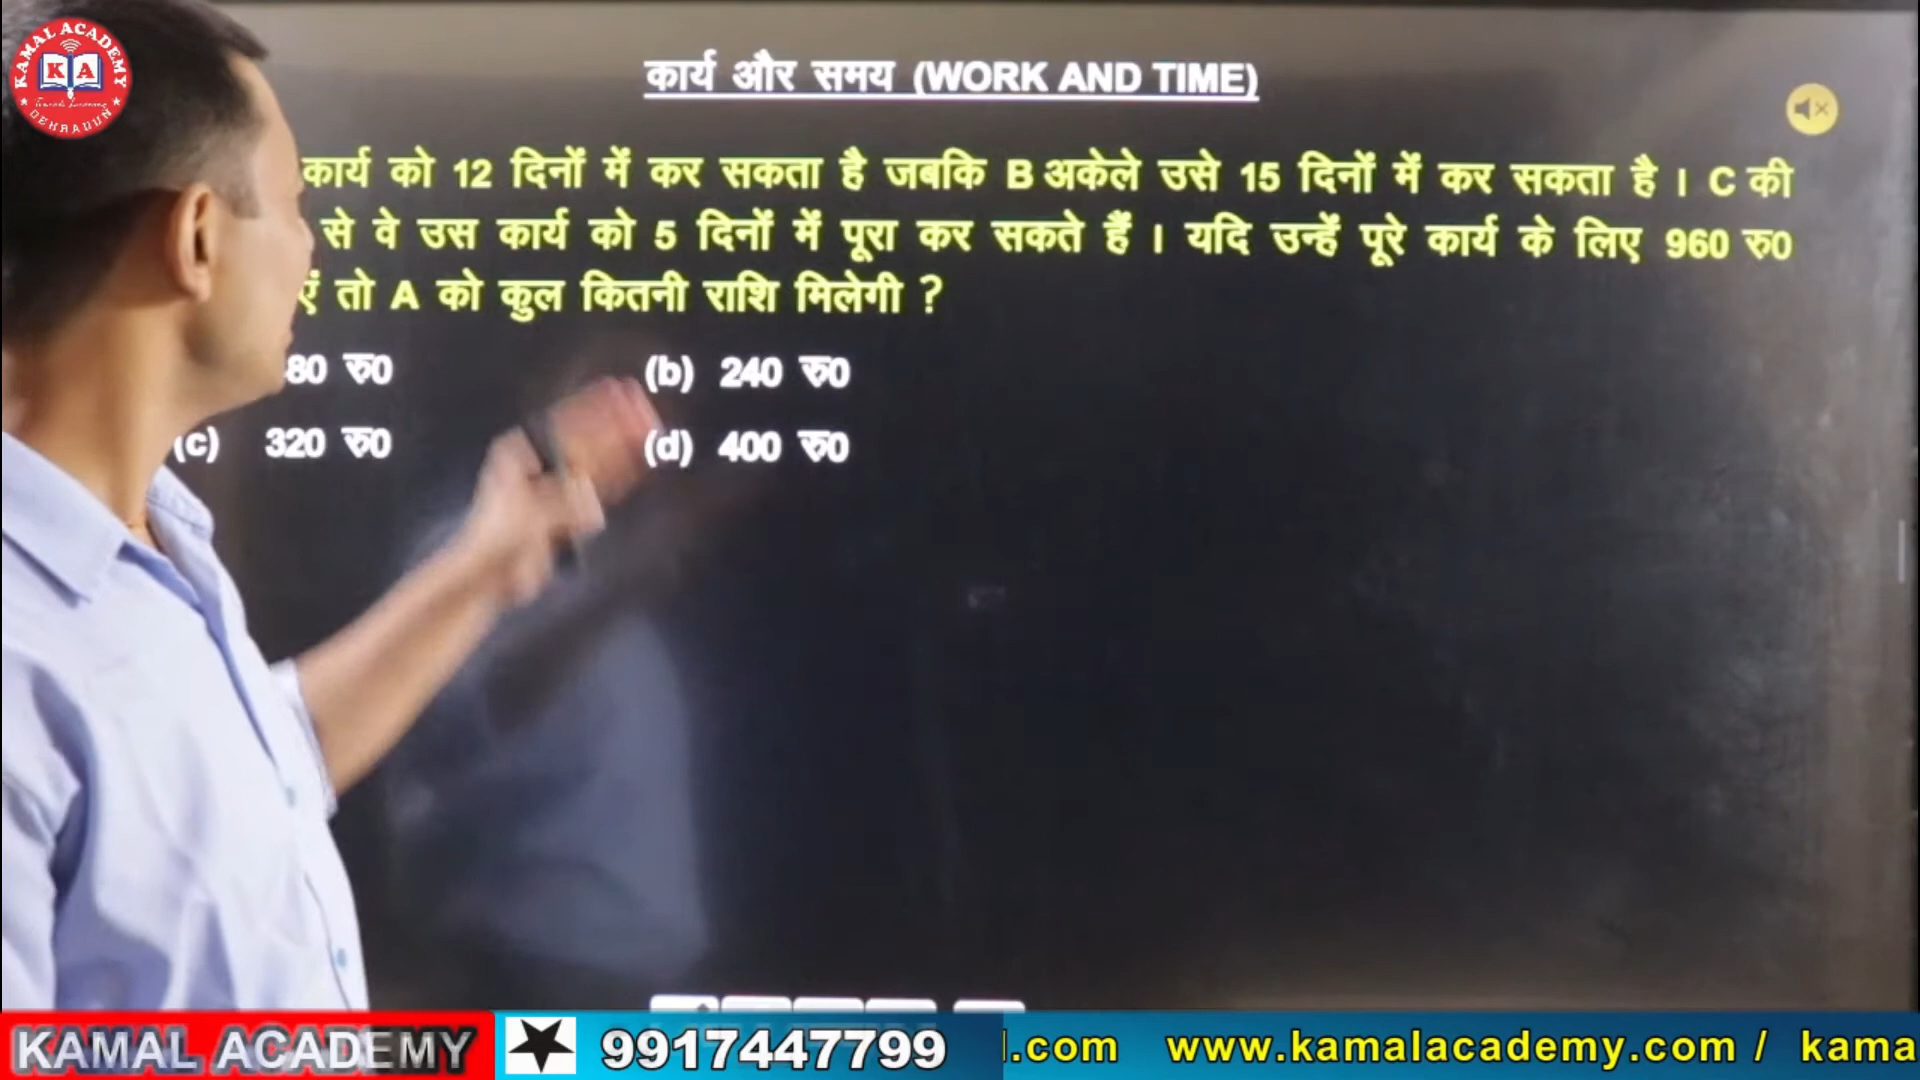 KAMAL ACADEMY
KA
DEHRADUN
कार्य और समय (WORK AND TIME)
कार्य को 12 दिनों में कर सकता है जबकि B अकेले उसे 15 दिनों में कर सकता है । C की
से वे उस कार्य को 5 दिनों में पूरा कर सकते हैं । यदि उन्हें पूरे कार्य के लिए 960 रु0
तो A को कुल कितनी राशि मिलेगी ?
80 रु0 (b) 240 रु0
(c) 320 रु0 (d) 400 रु0
KAMAL ACADEMY 9917447799 .com www.kamalacademy.com / kama